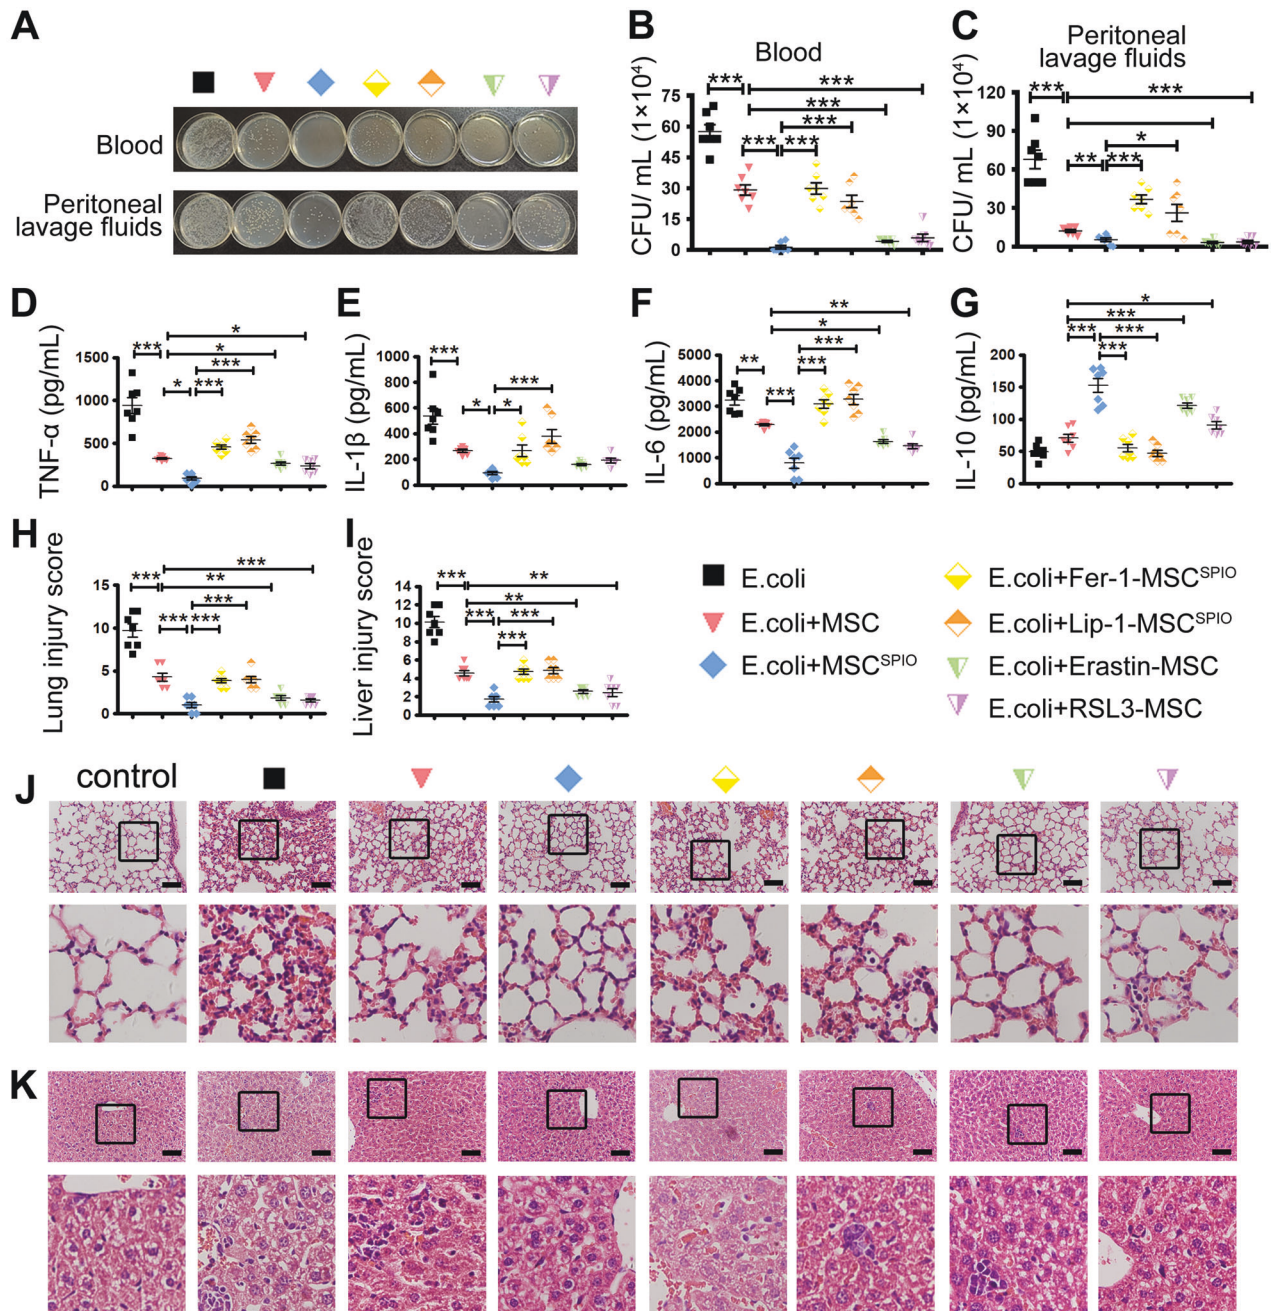 A
Blood
Peritoneal
lavage fluids
B
Blood
CFU/ mL (1×10⁴)
75
60
45
30
15
0
***
***
***
***
***
***
C
Peritoneal
lavage fluids
CFU/ mL (1×10⁴)
120
90
60
30
0
***
***
*
**
***
D
TNF-α (pg/mL)
1500
1000
500
0
*
***
*
***
*
***
E
IL-1β (pg/mL)
1000
800
600
400
200
0
***
***
*
*
F
IL-6 (pg/mL)
5000
4000
3000
2000
1000
0
**
*
***
**
***
***
G
IL-10 (pg/mL)
200
150
100
50
0
*
***
***
***
***
H
Lung injury score
15
10
5
0
***
***
**
***
***
***
I
Liver injury score
14
12
10
8
6
4
2
0
***
**
**
***
***
***
E.coli
E.coli+MSC
E.coli+MSC^SPIO
E.coli+Fer-1-MSC^SPIO
E.coli+Lip-1-MSC^SPIO
E.coli+Erastin-MSC
E.coli+RSL3-MSC
J
control
K